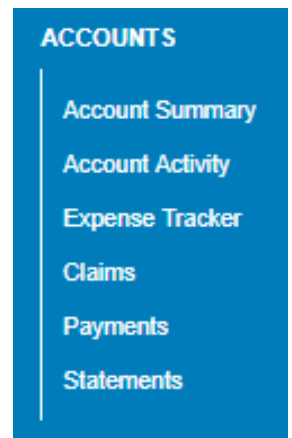 ACCOUNTS
Account Summary
Account Activity
Expense Tracker
Claims
Payments
Statements